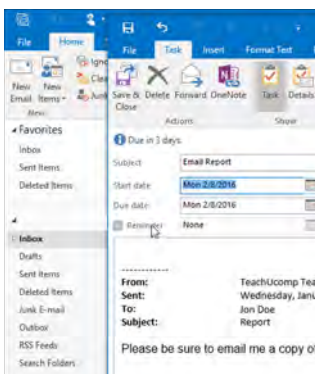 File Home
Igno
Clea
Junk
New New
Email Items
New
Favorites
Inbox
Sent Items
Deleted Items
Inbox
Drafts
Sent Items
Deleted Items
Junk E-mail
Outbox
RSS Feeds
Search Folders
File Task Insert Format Text
Save & Delete Forward OneNote Task Details
Close
Actions Show
Due in 3 days.
Subject Email Report
Start date Mon 2/8/2016
Due date Mon 2/8/2016
Reminder None
------------
From: TeachUcomp Tea
Sent: Wednesday, Janu
To: Jon Doe
Subject: Report
Please be sure to email me a copy of